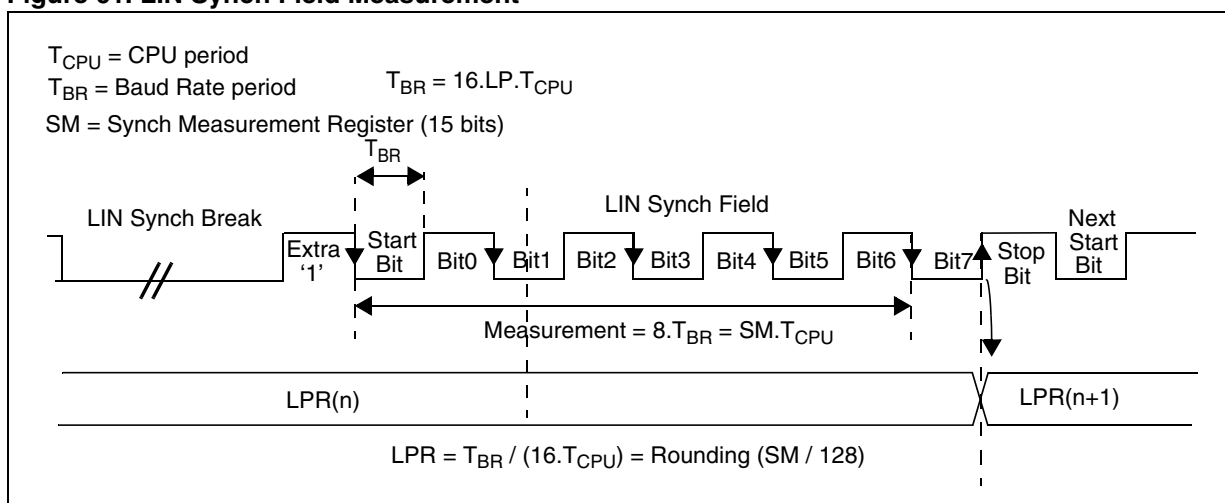 Figure 61. LIN Synch Field Measurement
T_CPU = CPU period
T_BR = Baud Rate period T_BR = 16.LP.T_CPU
SM = Synch Measurement Register (15 bits)
T_BR
LIN Synch Break
LIN Synch Field
Next
Start
Bit
Extra
‘1’
Start
Bit
Bit0
Bit1
Bit2
Bit3
Bit4
Bit5
Bit6
Bit7
Stop
Bit
Measurement = 8.T_BR = SM.T_CPU
LPR(n)
LPR(n+1)
LPR = T_BR / (16.T_CPU) = Rounding (SM / 128)